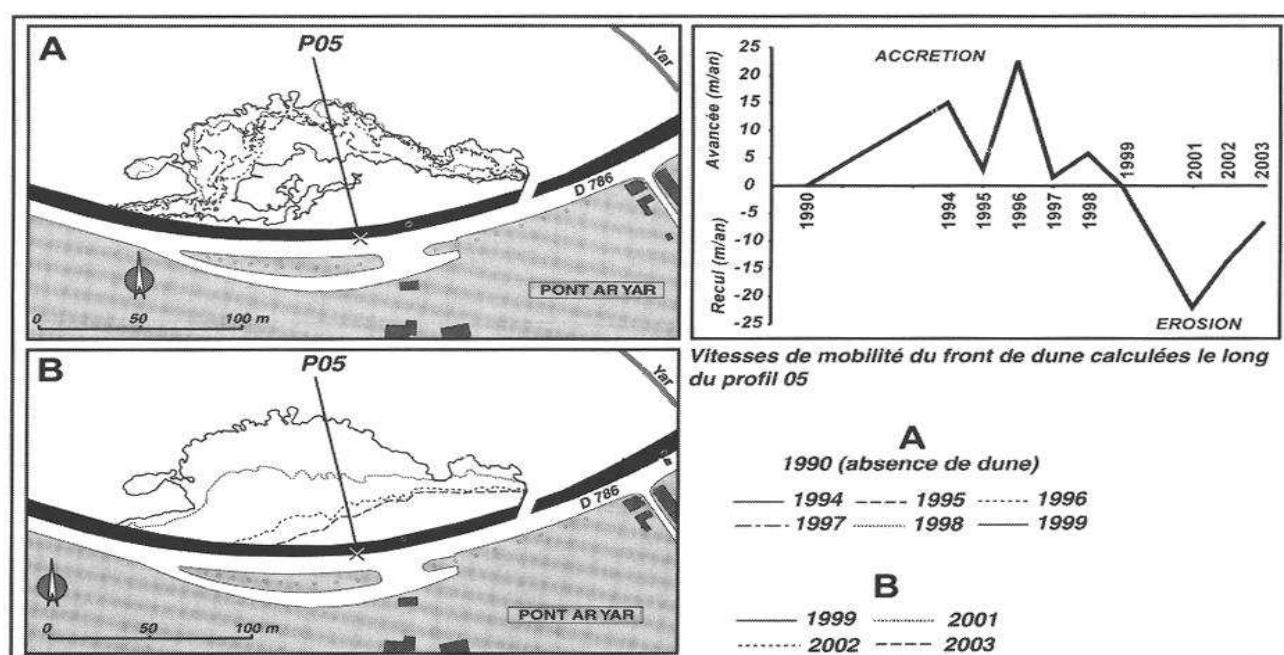 A
P05
Yar
D 786
PONT AR YAR
0 50 100 m
Avancée (m/an)
Recul (m/an)
25
20
15
10
5
0
-5
-10
-15
-20
-25
ACCRETION
1990
1994
1995
1996
1997
1998
1999
2001
2002
2003
EROSION
Vitesses de mobilité du front de dune calculées le long
du profil 05
B
P05
Yar
D 786
PONT AR YAR
0 50 100 m
A
1990 (absence de dune)
1994 1995 1996
1997 1998 1999
B
1999 2001
2002 2003